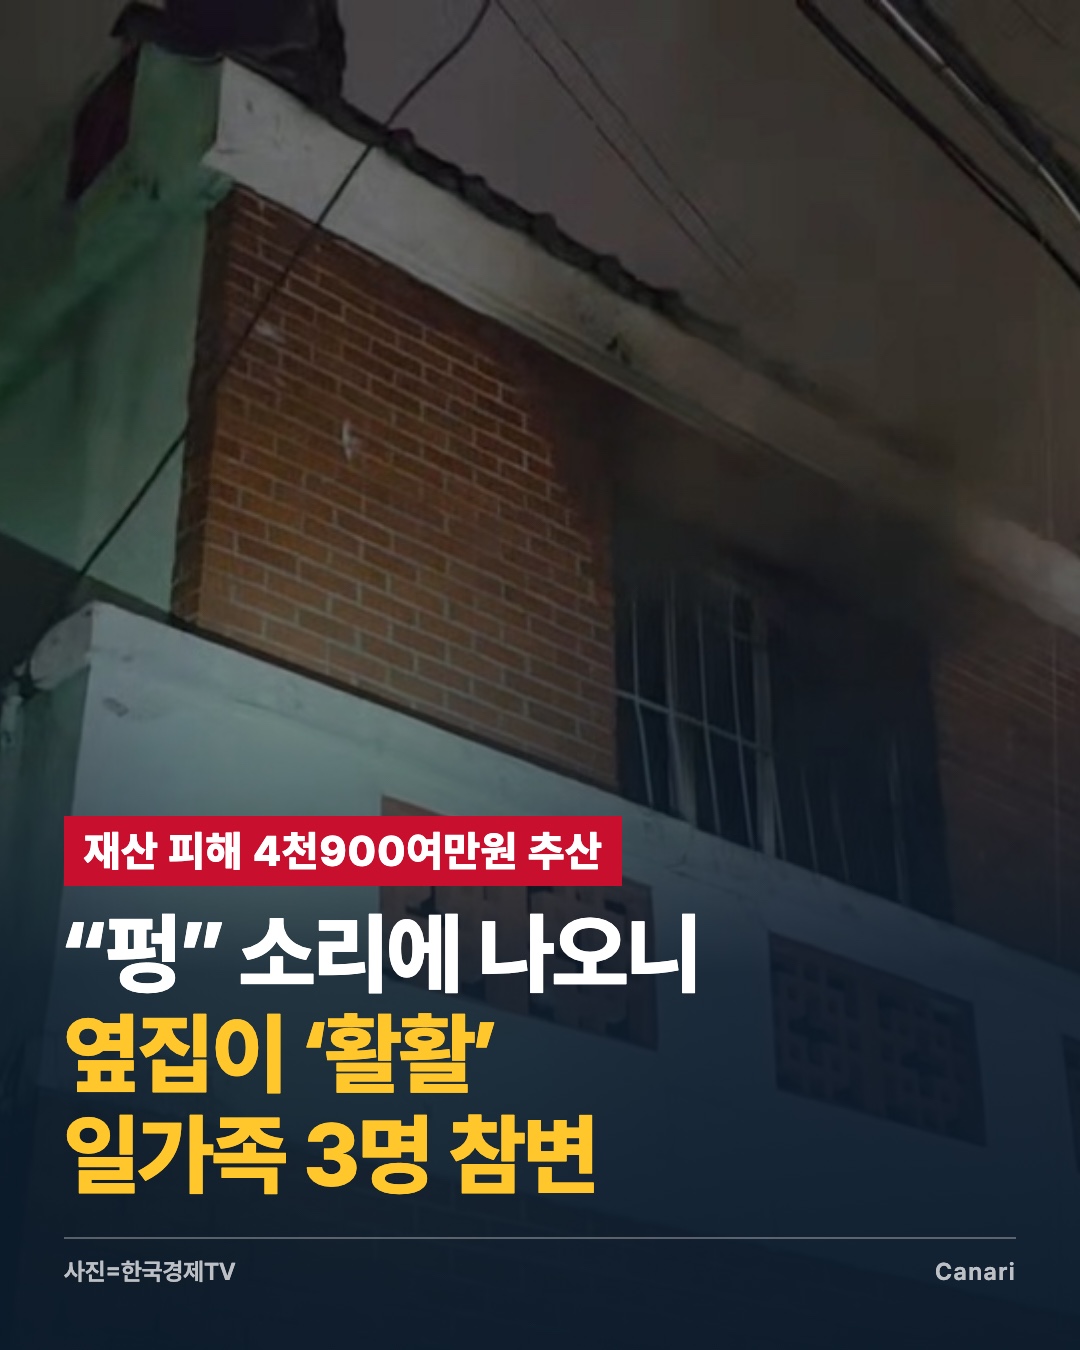 재산 피해 4천900여만원 추산
“펑” 소리에 나오니
옆집이 ‘활활’
일가족 3명 참변
사진=한국경제TV
Canari